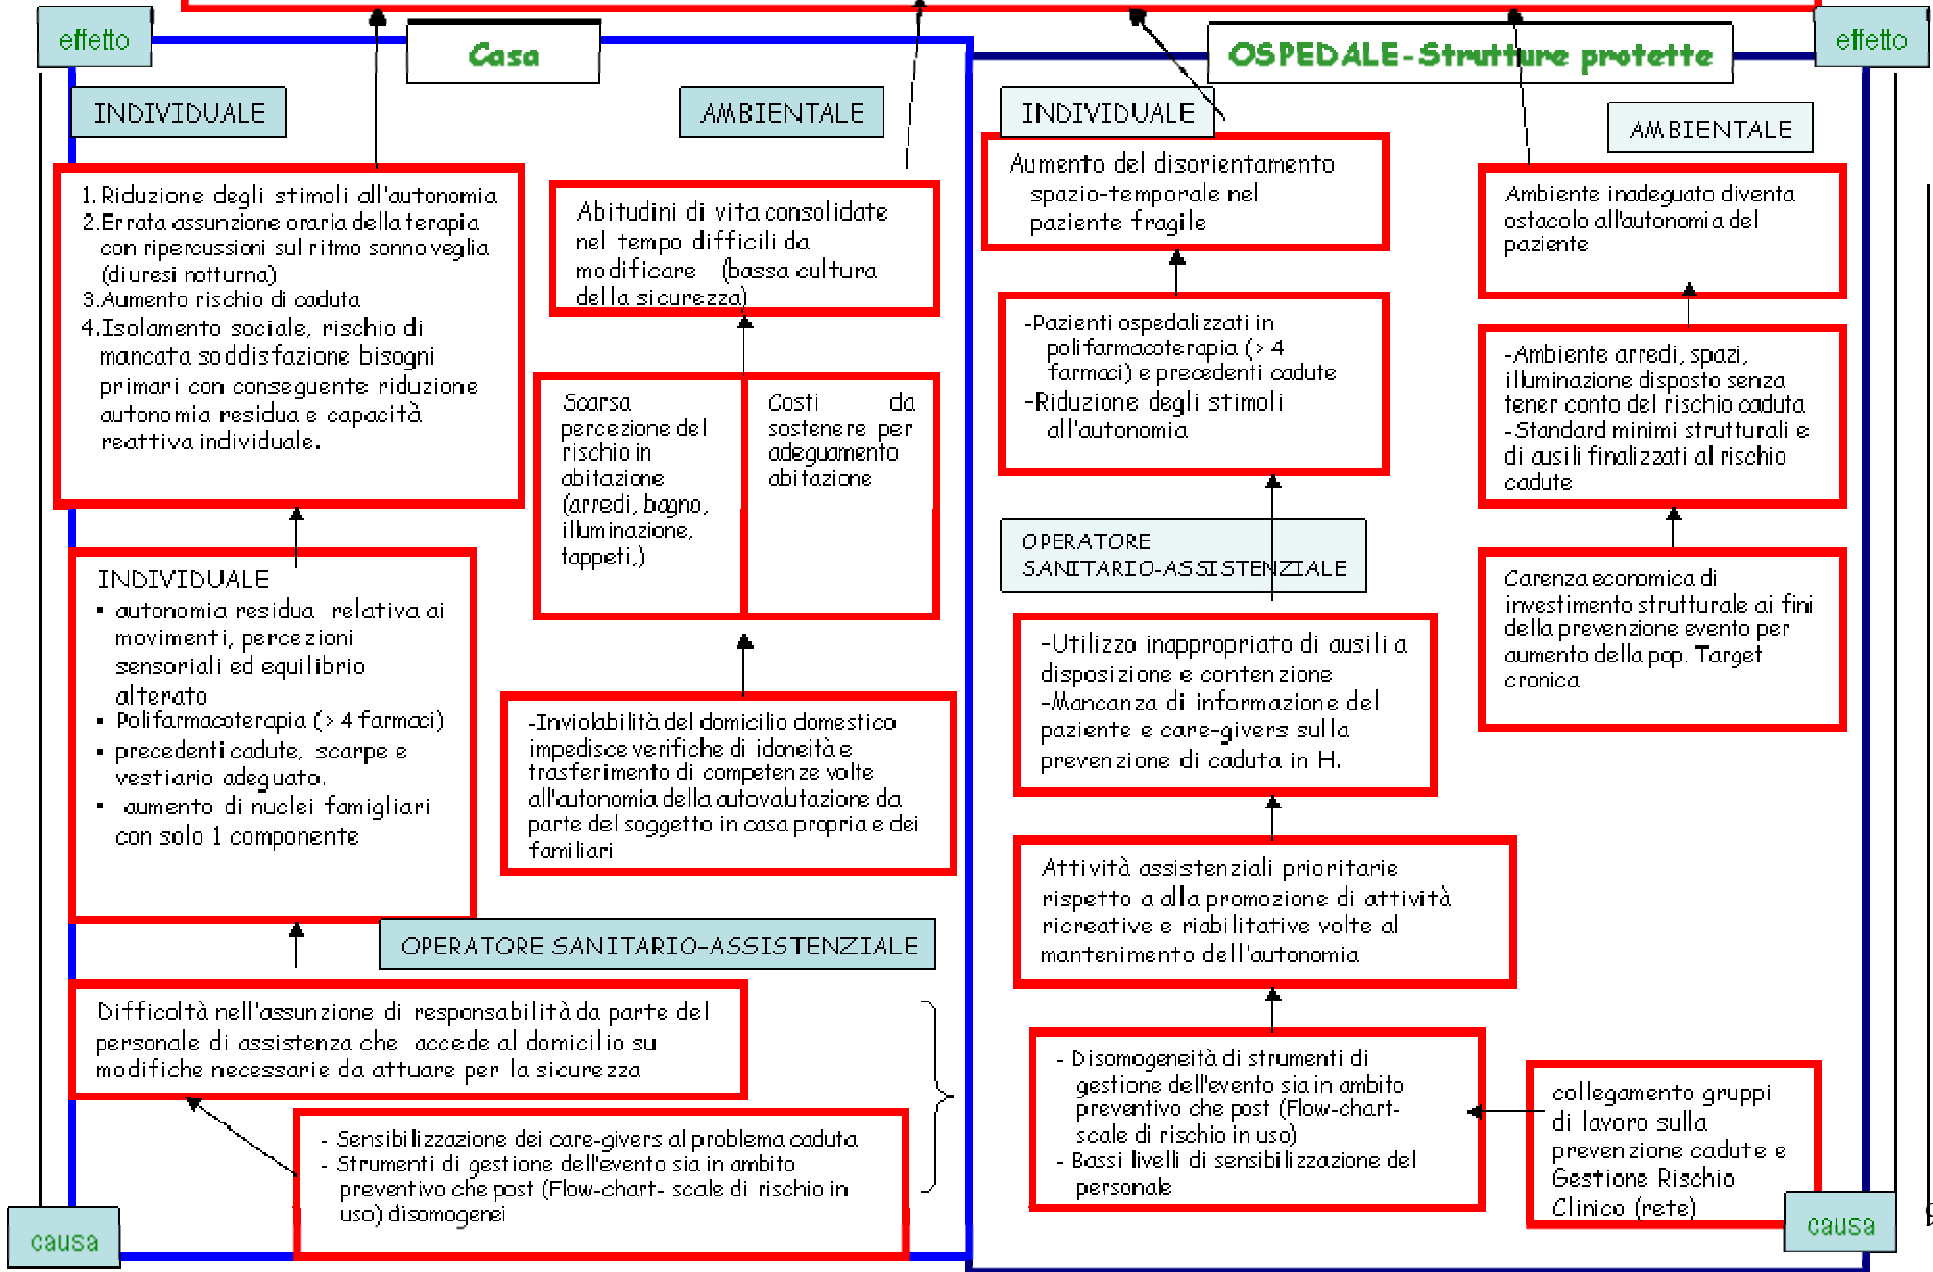 effetto
Casa
OSPEDALE-Strutture protette
effetto
INDIVIDUALE
AMBIENTALE
1. Riduzione degli stimoli all'autonomia
2. Errata assunzione oraria della terapia
con ripercussioni sul ritmo sonno veglia
(diuresi notturna)
3. Aumento rischio di caduta
4. Isolamento sociale, rischio di
mancata soddisfazione bisogni
primari con conseguente riduzione
autonomia residua e capacità
reattiva individuale.
Abitudini di vita consolidate
nel tempo difficili da
modificare (bassa cultura
della sicurezza)
Scarsa
percezione del
rischio in
abitazione
(arredi, bagno,
illuminazione,
tappeti,)
Costi da
sostenere per
adeguamento
abitazione
INDIVIDUALE
▪ autonomia residua relativa ai
movimenti, percezioni
sensoriali ed equilibrio
alterato
▪ Polifarmacoterapia (> 4 farmaci)
▪ precedenti cadute, scarpe e
vestiario adeguato.
▪ aumento di nuclei famigliari
con solo 1 componente
-Inviolabilità del domicilio domestico
impedisce verifiche di idoneità e
trasferimento di competenze volte
all'autonomia della autovalutazione da
parte del soggetto in casa propria e dei
familiari
OPERATORE SANITARIO-ASSISTENZIALE
Difficoltà nell'assunzione di responsabilità da parte del
personale di assistenza che accede al domicilio su
modifiche necessarie da attuare per la sicurezza
- Sensibilizzazione dei care-givers al problema caduta
- Strumenti di gestione dell'evento sia in ambito
preventivo che post (Flow-chart- scale di rischio in
uso) disomogenei
causa
INDIVIDUALE
AMBIENTALE
Aumento del disorientamento
spazio-temporale nel
paziente fragile
-Pazienti ospedalizzati in
polifarmacoterapia (> 4
farmaci) e precedenti cadute
-Riduzione degli stimoli
all'autonomia
OPERATORE
SANITARIO-ASSISTENZIALE
-Utilizzo inappropriato di ausili a
disposizione e contenzione
-Mancanza di informazione del
paziente e care-givers sulla
prevenzione di caduta in H.
Attività assistenziali prioritarie
rispetto a alla promozione di attività
ricreative e riabilitative volte al
mantenimento dell'autonomia
- Disomogeneità di strumenti di
gestione dell'evento sia in ambito
preventivo che post (Flow-chart-
scale di rischio in uso)
- Bassi livelli di sensibilizzazione del
personale
Ambiente inadeguato diventa
ostacolo all'autonomia del
paziente
-Ambiente arredi, spazi,
illuminazione disposto senza
tener conto del rischio caduta
-Standard minimi strutturali e
di ausili finalizzati al rischio
cadute
Carenza economica di
investimento strutturale ai fini
della prevenzione evento per
aumento della pop. Target
cronica
collegamento gruppi
di lavoro sulla
prevenzione cadute e
Gestione Rischio
Clinico (rete)
causa